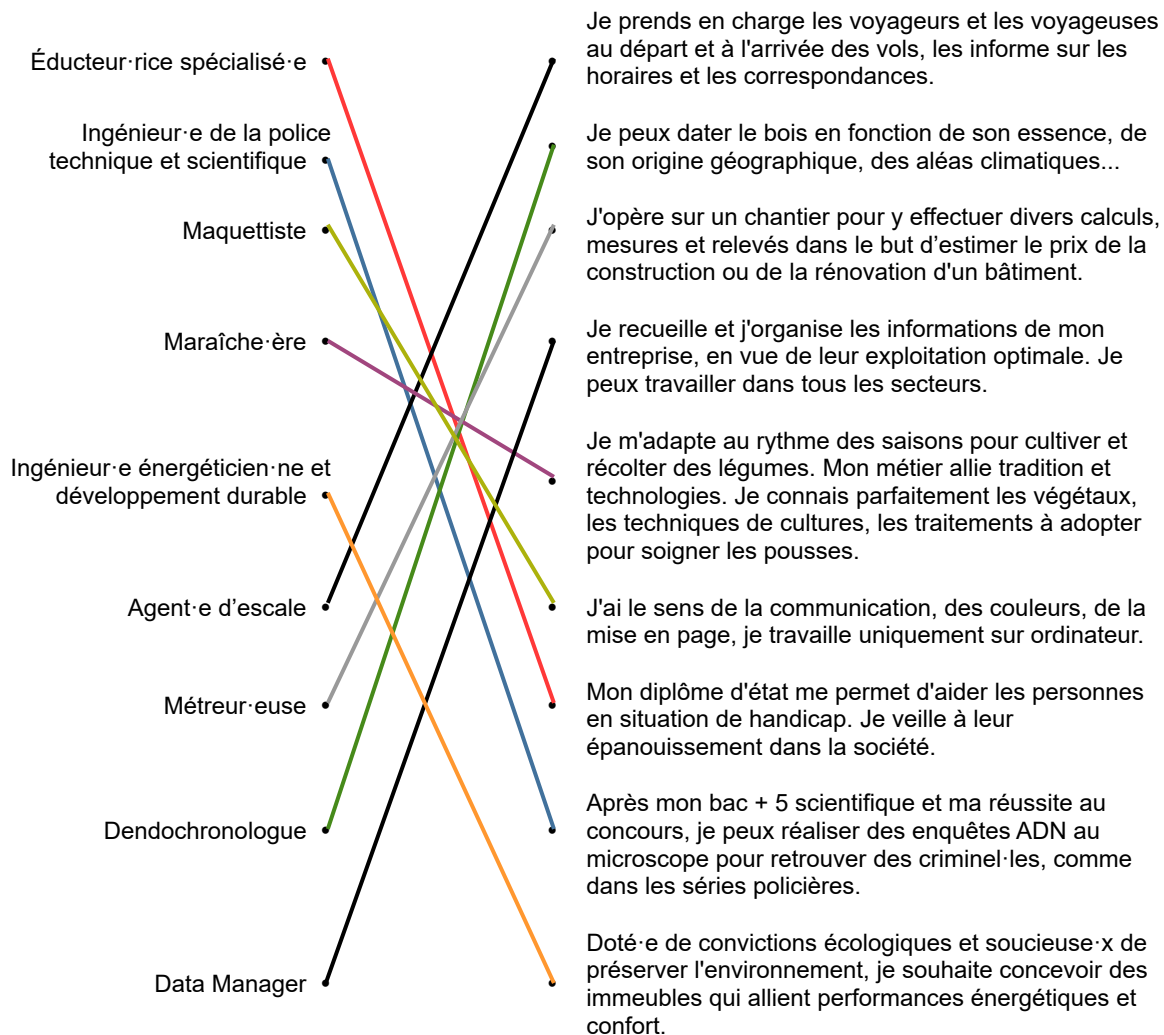 Éducteur·rice spécialisé·e
Ingénieur·e de la police
technique et scientifique
Maquettiste
Maraîche·ère
Ingénieur·e énergéticien·ne et
développement durable
Agent·e d’escale
Métreur·euse
Dendochronologue
Data Manager
Je prends en charge les voyageurs et les voyageuses
au départ et à l'arrivée des vols, les informe sur les
horaires et les correspondances.
Je peux dater le bois en fonction de son essence, de
son origine géographique, des aléas climatiques...
J'opère sur un chantier pour y effectuer divers calculs,
mesures et relevés dans le but d’estimer le prix de la
construction ou de la rénovation d'un bâtiment.
Je recueille et j'organise les informations de mon
entreprise, en vue de leur exploitation optimale. Je
peux travailler dans tous les secteurs.
Je m'adapte au rythme des saisons pour cultiver et
récolter des légumes. Mon métier allie tradition et
technologies. Je connais parfaitement les végétaux,
les techniques de cultures, les traitements à adopter
pour soigner les pousses.
J'ai le sens de la communication, des couleurs, de la
mise en page, je travaille uniquement sur ordinateur.
Mon diplôme d'état me permet d'aider les personnes
en situation de handicap. Je veille à leur
épanouissement dans la société.
Après mon bac + 5 scientifique et ma réussite au
concours, je peux réaliser des enquêtes ADN au
microscope pour retrouver des criminel·les, comme
dans les séries policières.
Doté·e de convictions écologiques et soucieuse·x de
préserver l'environnement, je souhaite concevoir des
immeubles qui allient performances énergétiques et
confort.